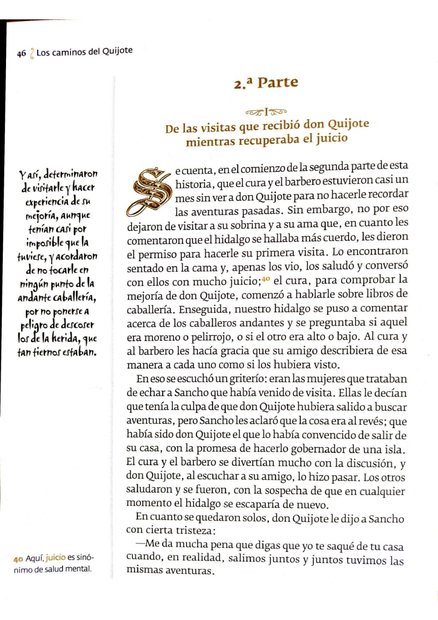 46 Los caminos del Quijote
2.ª Parte
I
De las visitas que recibió don Quijote
mientras recuperaba el juicio
Y así, determinaron
de visitarle y hacer
experiencia de su
mejoría, aunque
tenían casi por
imposible que la
tuviese, y acordaron
de no tocarle en
ningún punto de la
andante caballería,
por no ponerse a
peligro de descoser
los de la herida, que
tan tiernos estaban.
Se cuenta, en el comienzo de la segunda parte de esta
historia, que el cura y el barbero estuvieron casi un
mes sin ver a don Quijote para no hacerle recordar
las aventuras pasadas. Sin embargo, no por eso
dejaron de visitar a su sobrina y a su ama que, en cuanto les
comentaron que el hidalgo se hallaba más cuerdo, les dieron
el permiso para hacerle su primera visita. Lo encontraron
sentado en la cama y, apenas los vio, los saludó y conversó
con ellos con mucho juicio;40 el cura, para comprobar la
mejoría de don Quijote, comenzó a hablarle sobre libros de
caballería. Enseguida, nuestro hidalgo se puso a comentar
acerca de los caballeros andantes y se preguntaba si aquel
era moreno o pelirrojo, o si el otro era alto o bajo. Al cura y
al barbero les hacía gracia que su amigo describiera de esa
manera a cada uno como si los hubiera visto.
En eso se escuchó un griterío: eran las mujeres que trataban
de echar a Sancho que había venido de visita. Ellas le decían
que tenía la culpa de que don Quijote hubiera salido a buscar
aventuras, pero Sancho les aclaró que la cosa era al revés; que
había sido don Quijote el que lo había convencido de salir de
su casa, con la promesa de hacerlo gobernador de una isla.
El cura y el barbero se divertían mucho con la discusión, y
don Quijote, al escuchar a su amigo, lo hizo pasar. Los otros
saludaron y se fueron, con la sospecha de que en cualquier
momento el hidalgo se escaparía de nuevo.
En cuanto se quedaron solos, don Quijote le dijo a Sancho
con cierta tristeza:
—Me da mucha pena que digas que yo te saqué de tu casa
cuando, en realidad, salimos juntos y juntos tuvimos las
mismas aventuras.
40 Aquí, juicio es sinó-
nimo de salud mental.